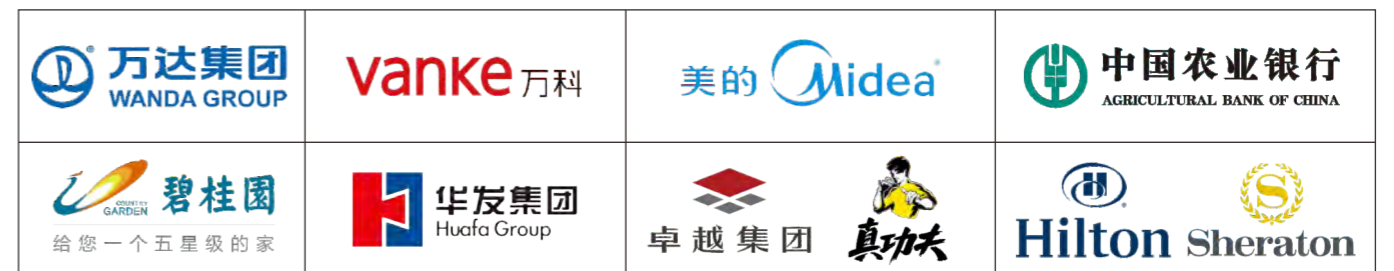 万达集团
WANDA GROUP
vanke 万科
美的 Midea
中国农业银行
AGRICULTURAL BANK OF CHINA
COUNTRY
GARDEN
碧桂園
给您一个五星级的家
华发集团
Huafa Group
卓越集团
真功夫
H
Hilton
S
Sheraton